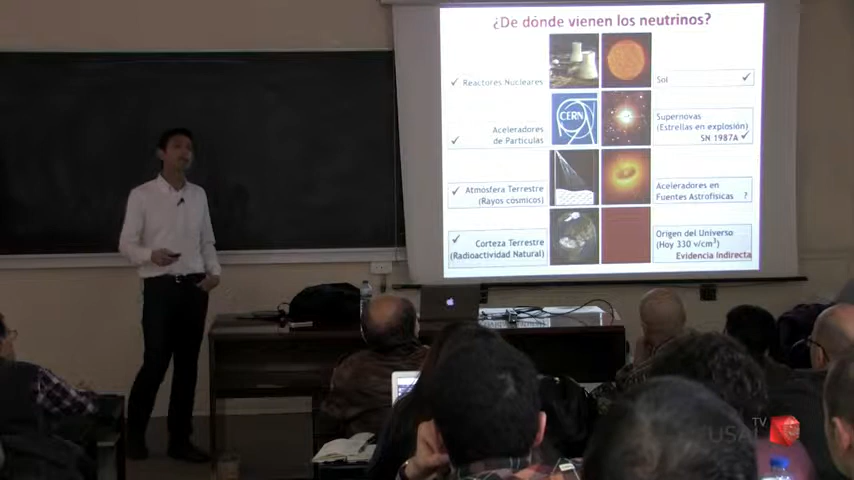 ¿De dónde vienen los neutrinos?
✓ Reactores Nucleares
Sol ✓
CERN
✓ Aceleradores
de Partículas
Supernovas
(Estrellas en explosión)
SN 1987A ✓
✓ Atmósfera Terrestre
(Rayos cósmicos)
Aceleradores en
Fuentes Astrofísicas ?
✓ Corteza Terrestre
(Radioactividad Natural)
Origen del Universo
(Hoy 330 ν/cm³)
Evidencia Indirecta
USAL TV